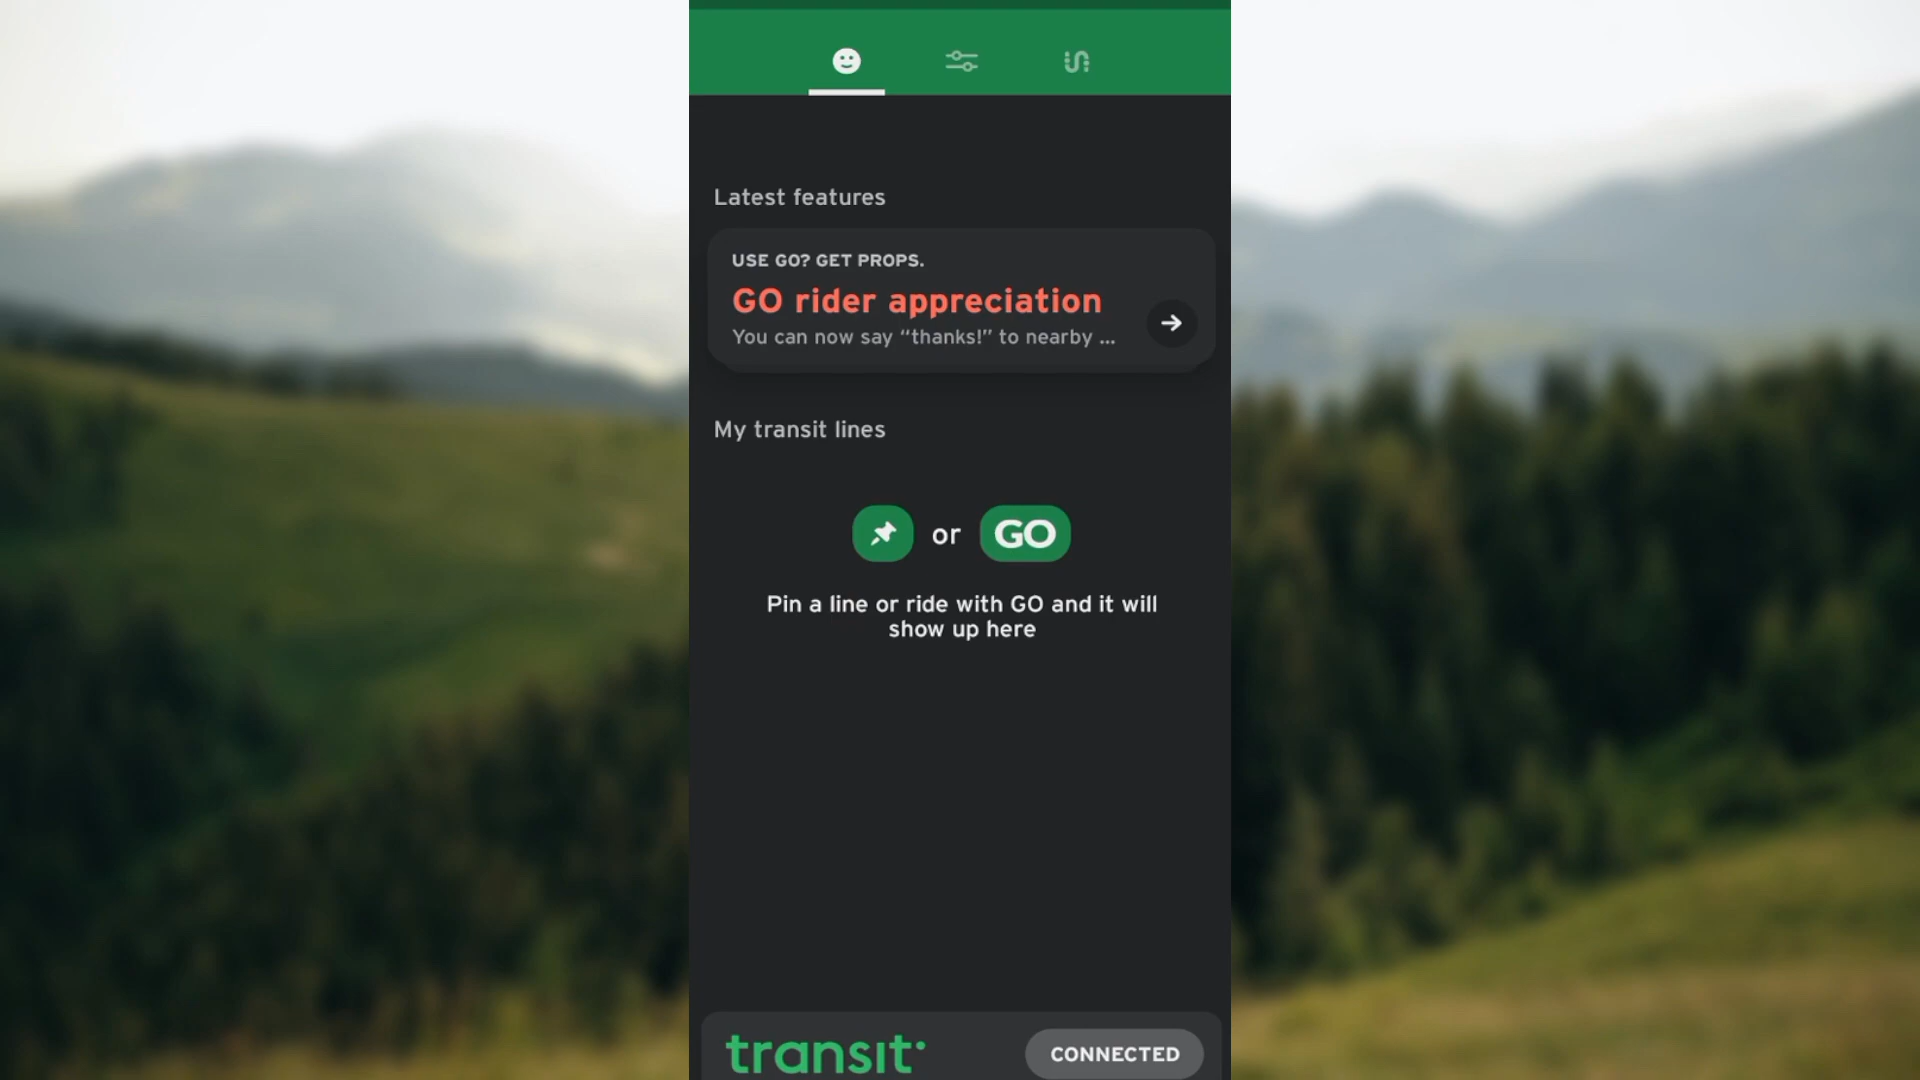 Latest features
USE GO? GET PROPS.
GO rider appreciation
You can now say “thanks!” to nearby ...
My transit lines
or GO
Pin a line or ride with GO and it will
show up here
transit
CONNECTED